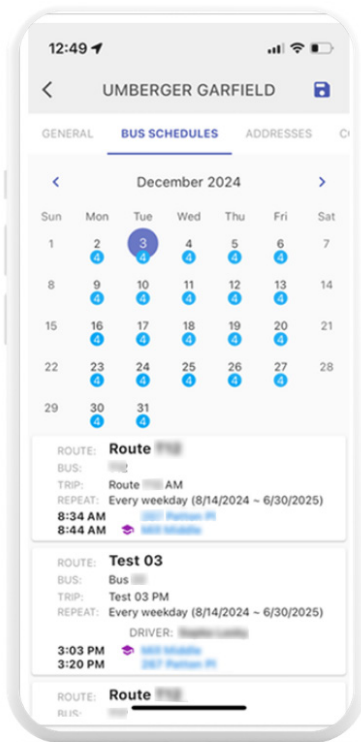 12:49
UMBERGER GARFIELD
GENERAL BUS SCHEDULES ADDRESSES
December 2024
Sun Mon Tue Wed Thu Fri Sat
1 2 3 4 5 6 7
4 4 4 4 4
8 9 10 11 12 13 14
4 4 4 4 4
15 16 17 18 19 20 21
4 4 4 4 4
22 23 24 25 26 27 28
4 4 4 4 4
29 30 31
4 4
ROUTE: Route
BUS:
TRIP: Route AM
REPEAT: Every weekday (8/14/2024 ~ 6/30/2025)
8:34 AM
8:44 AM
ROUTE: Test 03
BUS: Bus
TRIP: Test 03 PM
REPEAT: Every weekday (8/14/2024 ~ 6/30/2025)
DRIVER:
3:03 PM
3:20 PM
ROUTE: Route
BUS: